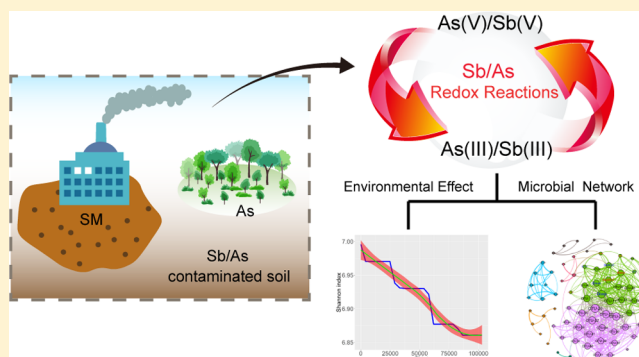 As(V)/Sb(V)
Sb/As
Redox Reactions
As(III)/Sb(III)
SM
As
Sb/As
contaminated soil
Environmental Effect
Microbial Network
Shannon index
7.00
6.95
6.90
6.85
0
25000
50000
75000
100000